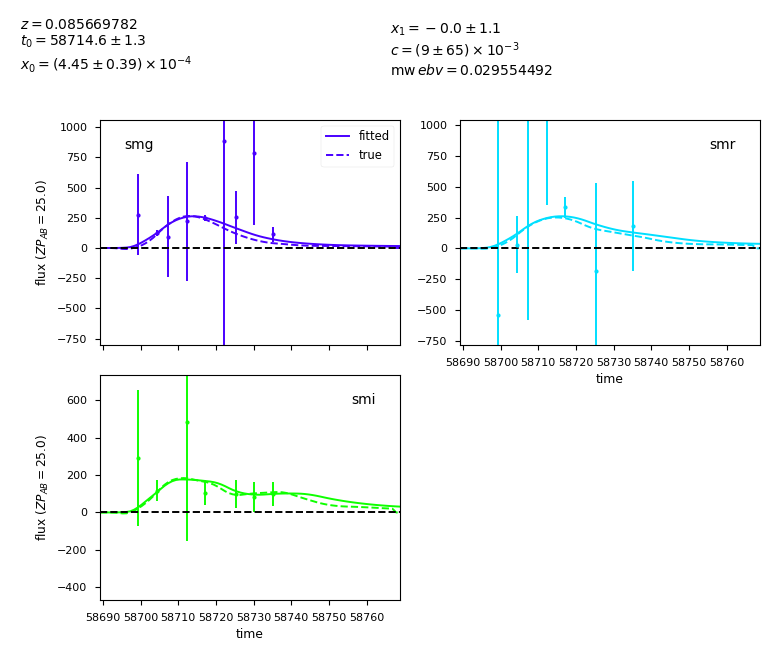 z = 0.085669782
t₀ = 58714.6 ± 1.3
x₀ = (4.45 ± 0.39) × 10⁻⁴
x₁ = −0.0 ± 1.1
c = (9 ± 65) × 10⁻³
mw ebv = 0.029554492
smg
fitted
true
1000
750
500
250
0
−250
−500
−750
flux (ZP_AB = 25.0)
smr
1000
750
500
250
0
−250
−500
−750
58690 58700 58710 58720 58730 58740 58750 58760
time
smi
600
400
200
0
−200
−400
flux (ZP_AB = 25.0)
58690 58700 58710 58720 58730 58740 58750 58760
time